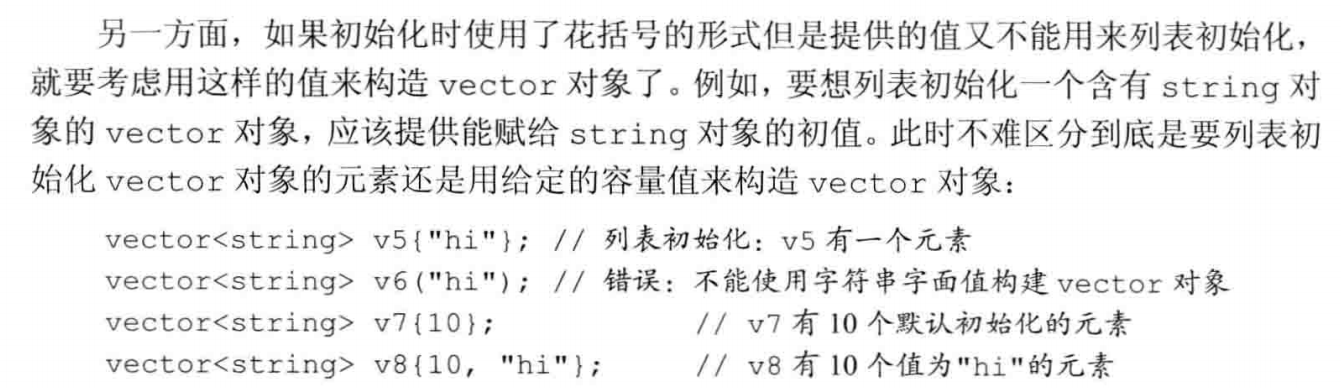 另一方面，如果初始化时使用了花括号的形式但是提供的值又不能用来列表初始化，
就要考虑用这样的值来构造 vector 对象了。例如，要想列表初始化一个含有 string 对
象的 vector 对象，应该提供能赋给 string 对象的初值。此时不难区分到底是要列表初
始化 vector 对象的元素还是用给定的容量值来构造 vector 对象：
vector<string> v5{"hi"}; // 列表初始化：v5 有一个元素
vector<string> v6("hi"); // 错误：不能使用字符串字面值构建 vector 对象
vector<string> v7{10}; // v7 有 10 个默认初始化的元素
vector<string> v8{10, "hi"}; // v8 有 10 个值为"hi"的元素